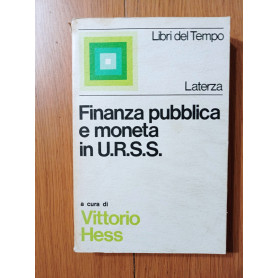 Libri del Tempo
Laterza
Finanza pubblica
e moneta
in U.R.S.S.
a cura di
Vittorio
Hess